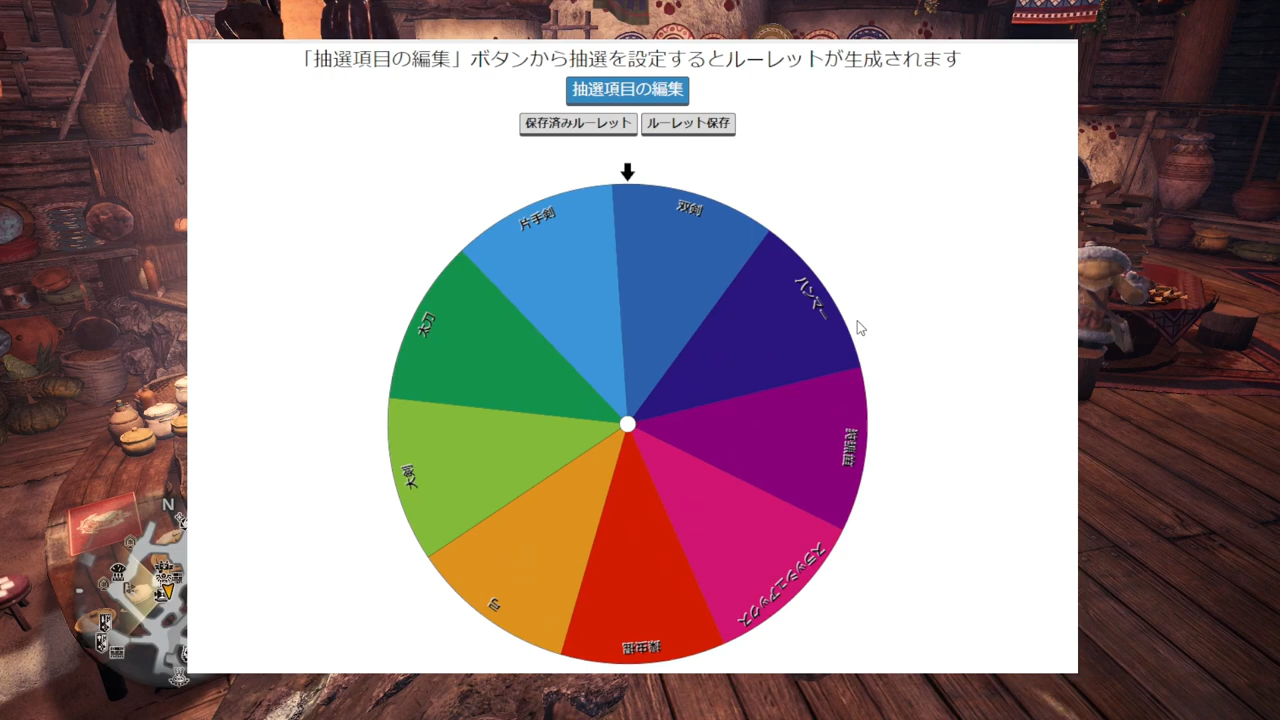 「抽選項目の編集」ボタンから抽選を設定するとルーレットが生成されます
抽選項目の編集
保存済みルーレット
ルーレット保存
双剣
ハンマー
スラッシュアックス
操虫棍
弓
大剣
太刀
片手剣
N